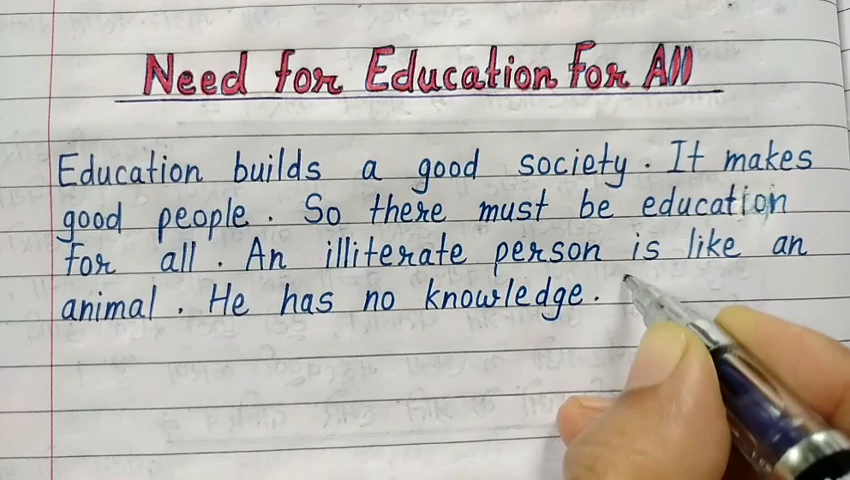 Need for Education For All
Education builds a good society. It makes
good people. So there must be education
for all. An illiterate person is like an
animal. He has no knowledge.